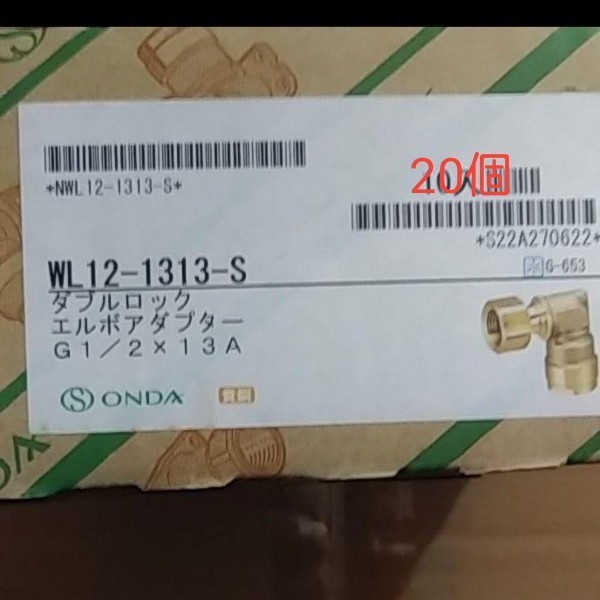 *NWL12-1313-S*
20個
*S22A270622*
G-653
WL12-1313-S
ダブルロック
エルボアダプター
G1/2×13A
ONDA